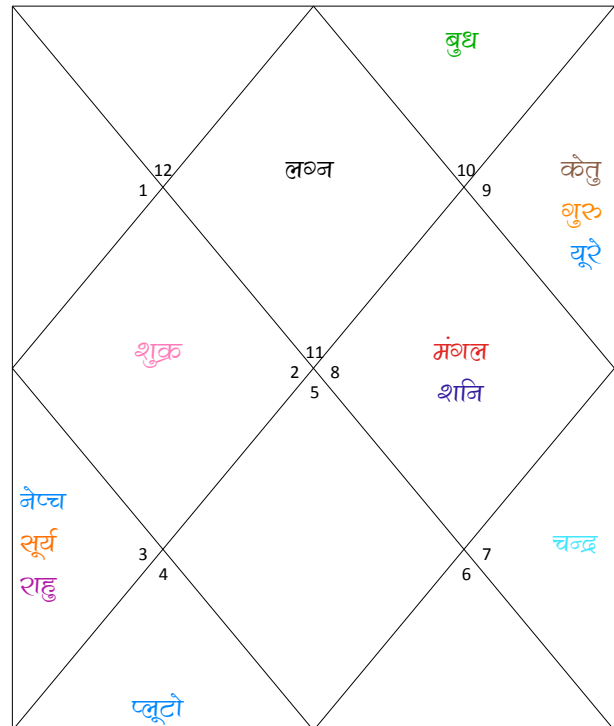 बुध
12
लग्न
10
केतु
1
9
गुरु
यूरे
शुक्र
11
मंगल
2
8
5
शनि
नेप्च
सूर्य
3
7
चन्द्र
4
6
राहु
प्लूटो